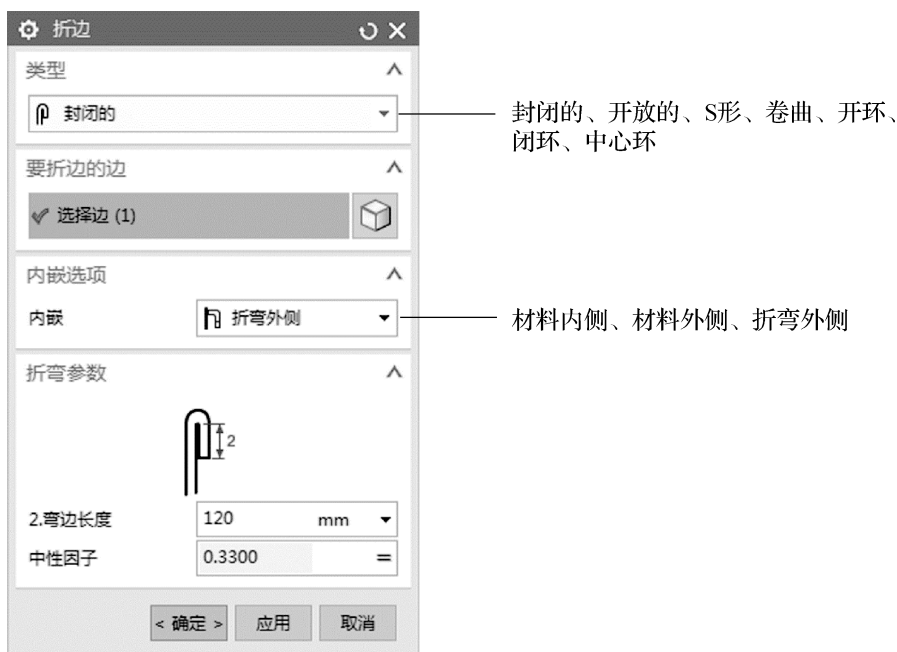 折边
类型
封闭的
封闭的、开放的、S形、卷曲、开环、
闭环、中心环
要折边的边
选择边 (1)
内嵌选项
内嵌
折弯外侧
材料内侧、材料外侧、折弯外侧
折弯参数
2
2.弯边长度 120 mm
中性因子 0.3300 =
< 确定 > 应用 取消